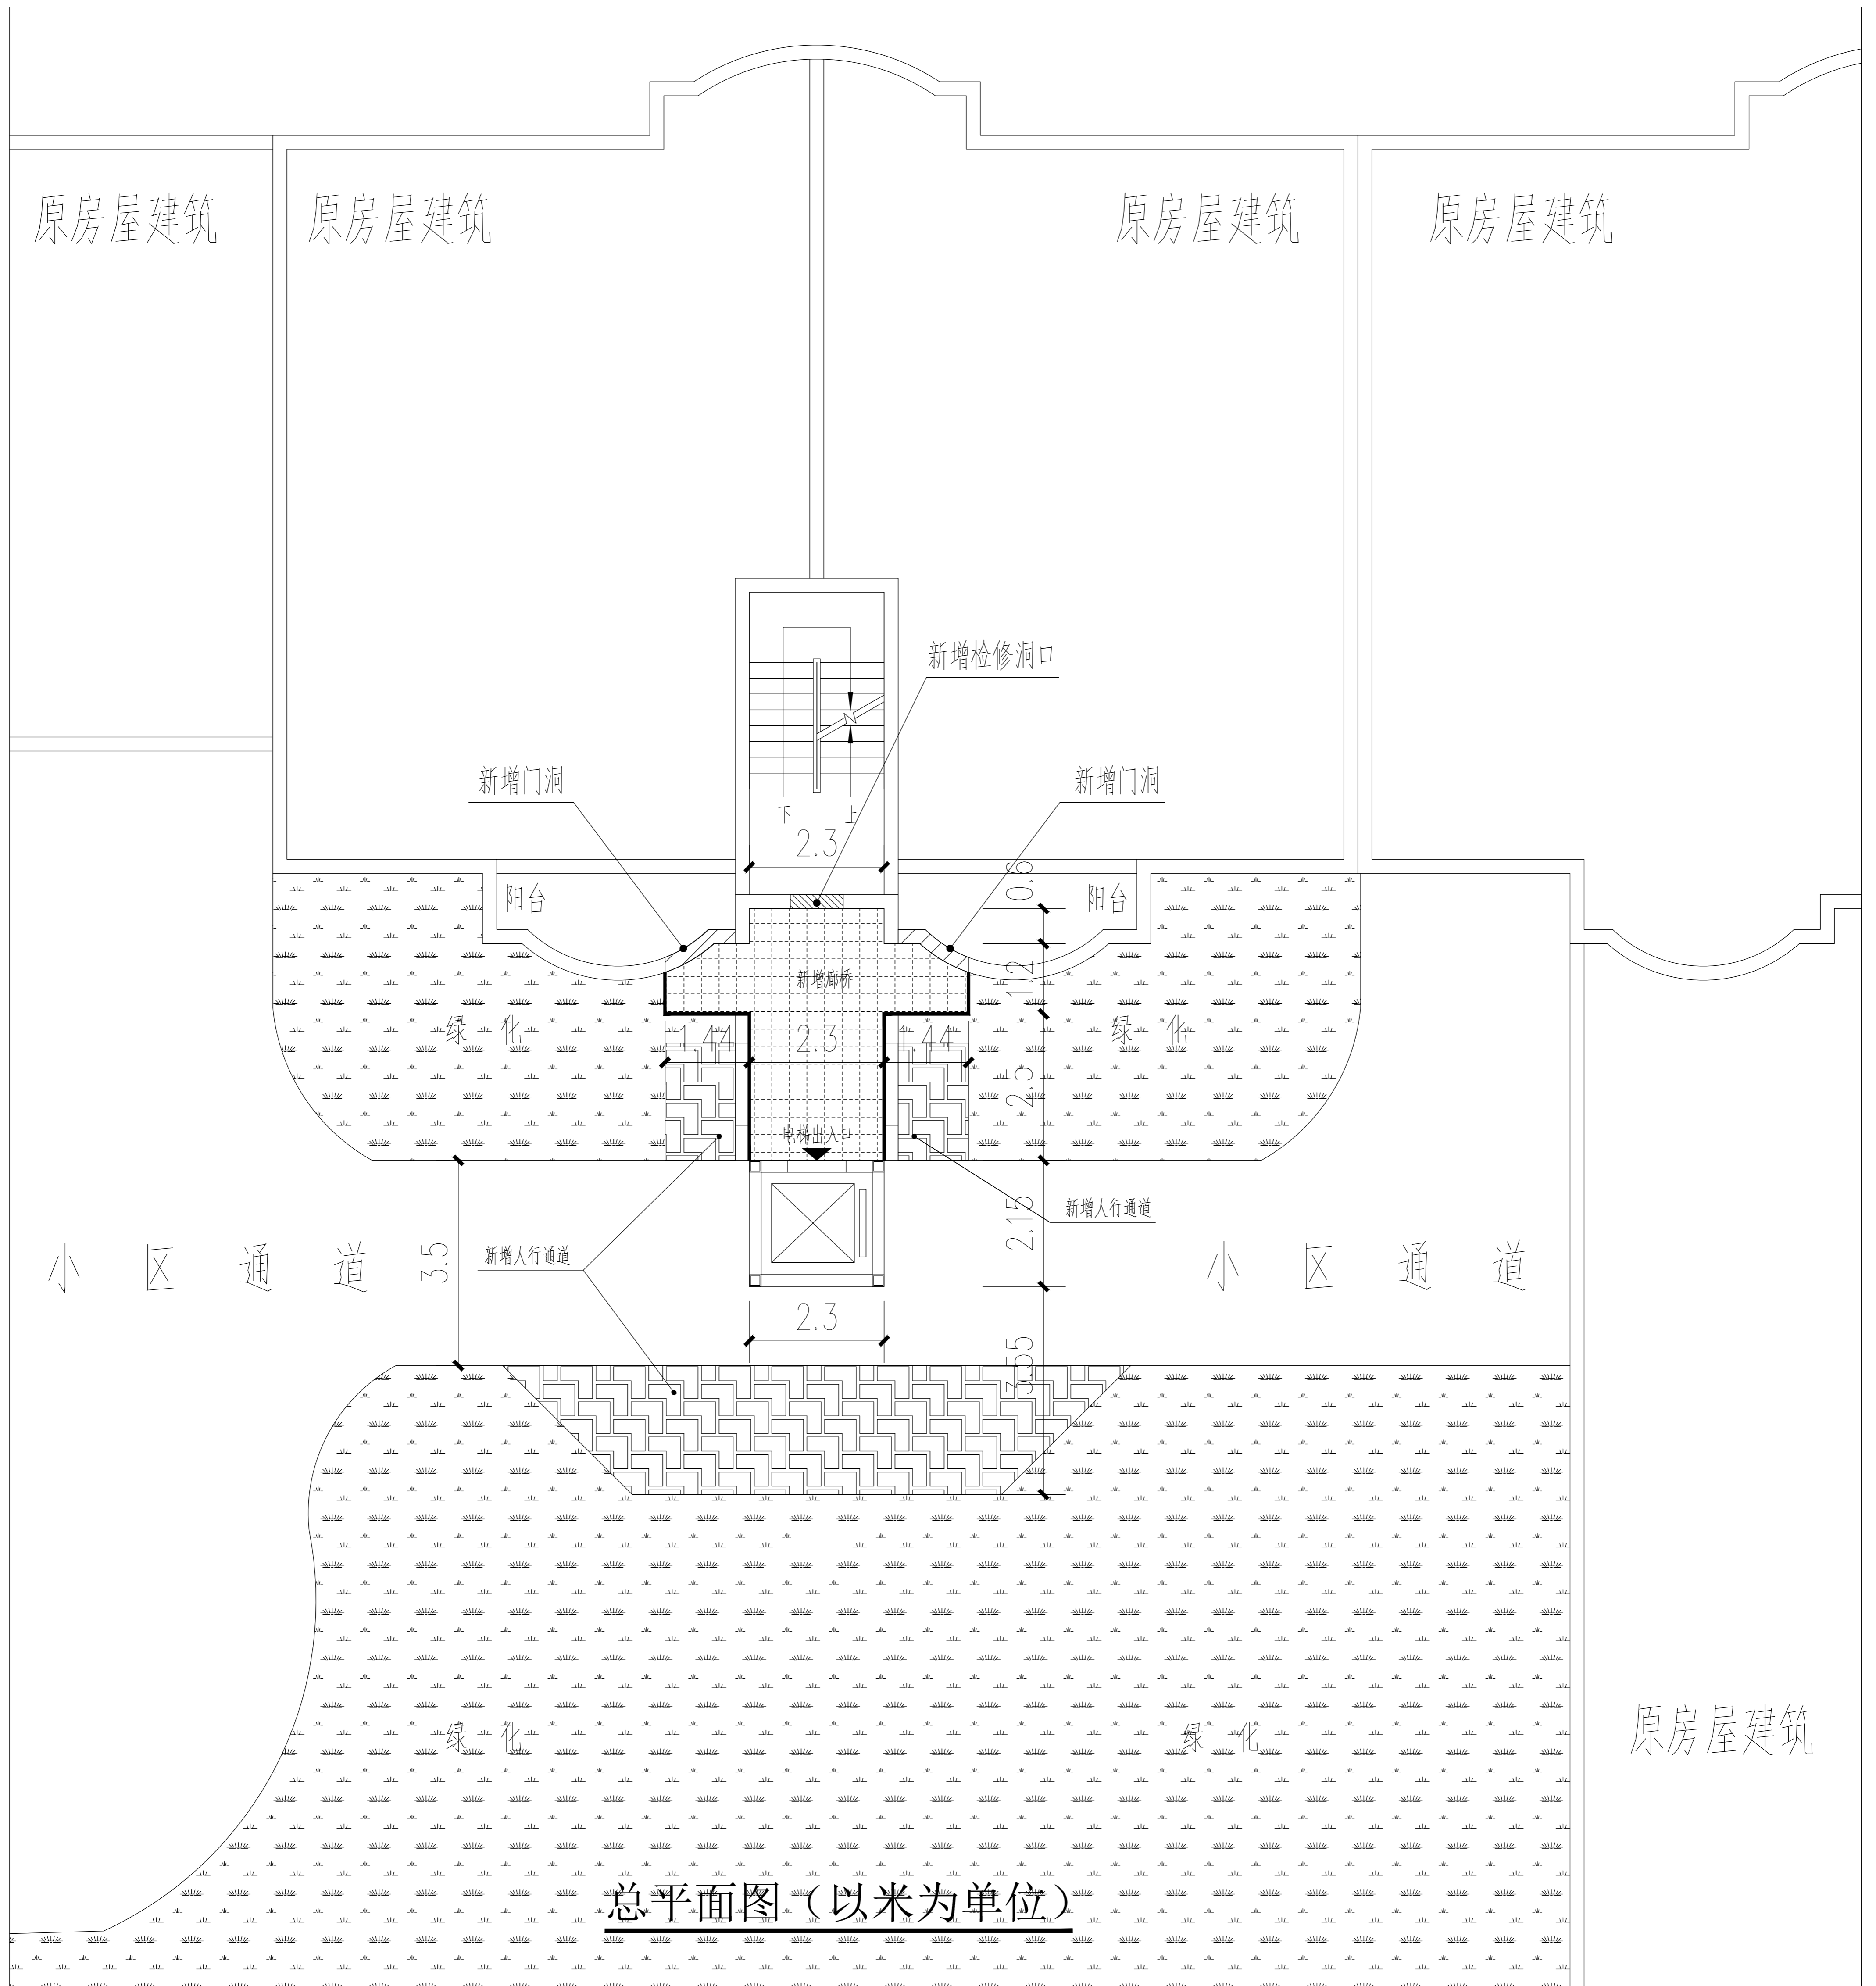 原房屋建筑
原房屋建筑
原房屋建筑
原房屋建筑
新增检修洞口
新增门洞
新增门洞
下
上
2.3
0.6
阳台
阳台
新增廊桥
1.2
绿 化
绿 化
1.44
2.3
1.44
2.5
电梯出入口
新增人行通道
2.15
新增人行通道
小 区 通 道
3.5
小 区 通 道
2.3
3.55
绿 化
绿 化
原房屋建筑
总平面图（以米为单位）